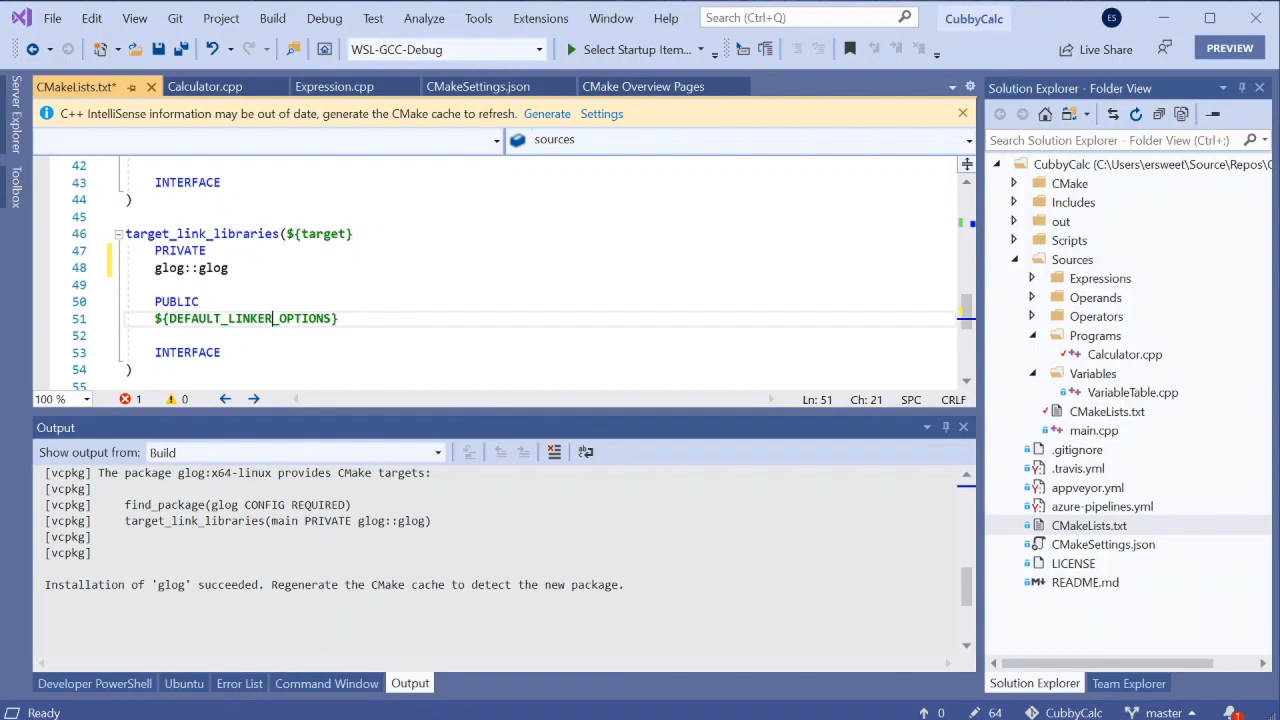 File Edit View Git Project Build Debug Test Analyze Tools Extensions Window Help Search (Ctrl+Q) CubbyCalc ES
WSL-GCC-Debug Select Startup Item... Live Share PREVIEW
Server Explorer
Toolbox
CMakeLists.txt* Calculator.cpp Expression.cpp CMakeSettings.json CMake Overview Pages
C++ IntelliSense information may be out of date, generate the CMake cache to refresh. Generate Settings
sources
42
43 INTERFACE
44 )
45
46 target_link_libraries(${target}
47 PRIVATE
48 glog::glog
49
50 PUBLIC
51 ${DEFAULT_LINKER_OPTIONS}
52
53 INTERFACE
54 )
55
100 % 1 0 Ln: 51 Ch: 21 SPC CRLF
Output
Show output from: Build
[vcpkg] The package glog:x64-linux provides CMake targets:
[vcpkg]
[vcpkg] find_package(glog CONFIG REQUIRED)
[vcpkg] target_link_libraries(main PRIVATE glog::glog)
[vcpkg]
[vcpkg]
Installation of 'glog' succeeded. Regenerate the CMake cache to detect the new package.
Developer PowerShell Ubuntu Error List Command Window Output
Solution Explorer - Folder View
Search Solution Explorer - Folder View (Ctrl+;)
CubbyCalc (C:\Users\ersweet\Source\Repos\C
CMake
Includes
out
Scripts
Sources
Expressions
Operands
Operators
Programs
Calculator.cpp
Variables
VariableTable.cpp
CMakeLists.txt
main.cpp
.gitignore
.travis.yml
appveyor.yml
azure-pipelines.yml
CMakeLists.txt
CMakeSettings.json
LICENSE
README.md
Solution Explorer Team Explorer
Ready 0 64 CubbyCalc master 1